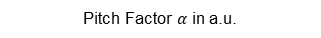 Pitch Factor 𝛼 in a.u.